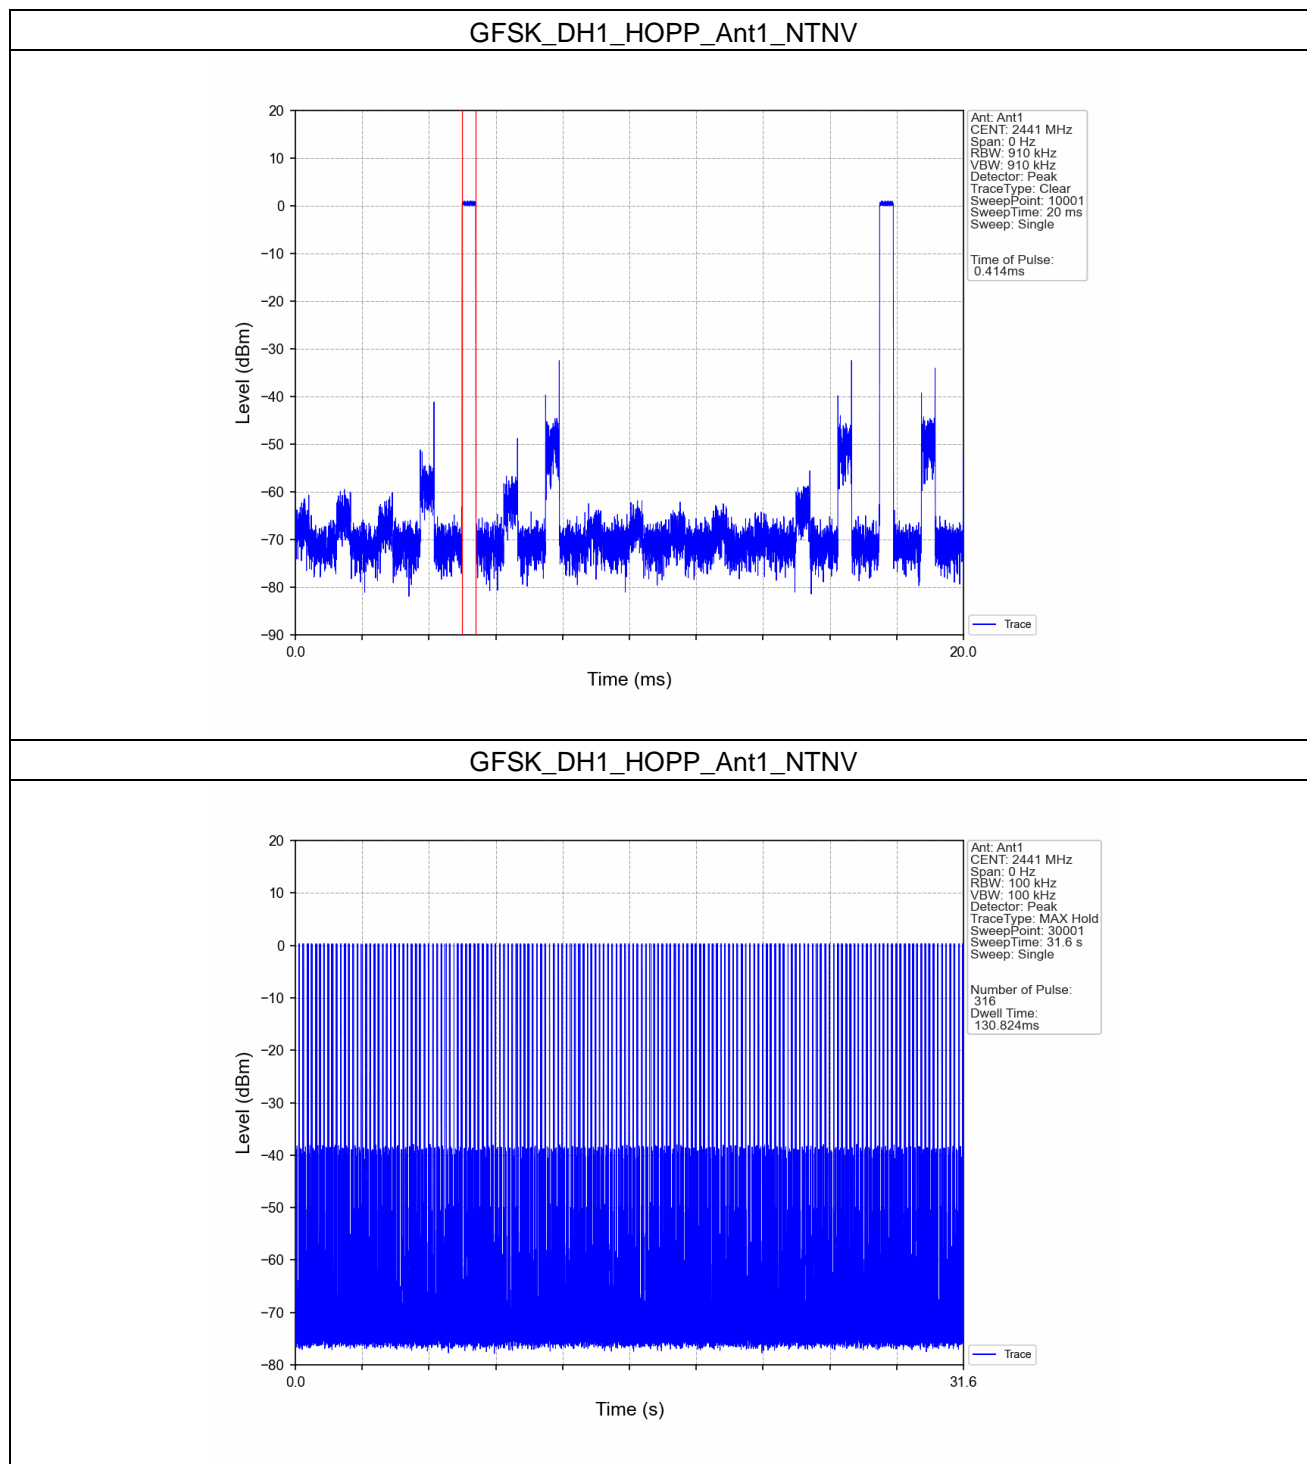 GFSK_DH1_HOPP_Ant1_NTNV
20
10
0
−10
−20
−30
−40
−50
−60
−70
−80
−90
Level (dBm)
0.0
20.0
Time (ms)
Ant: Ant1
CENT: 2441 MHz
Span: 0 Hz
RBW: 910 kHz
VBW: 910 kHz
Detector: Peak
TraceType: Clear
SweepPoint: 10001
SweepTime: 20 ms
Sweep: Single
Time of Pulse:
0.414ms
Trace
GFSK_DH1_HOPP_Ant1_NTNV
20
10
0
−10
−20
−30
−40
−50
−60
−70
−80
Level (dBm)
0.0
31.6
Time (s)
Ant: Ant1
CENT: 2441 MHz
Span: 0 Hz
RBW: 100 kHz
VBW: 100 kHz
Detector: Peak
TraceType: MAX Hold
SweepPoint: 30001
SweepTime: 31.6 s
Sweep: Single
Number of Pulse:
316
Dwell Time:
130.824ms
Trace